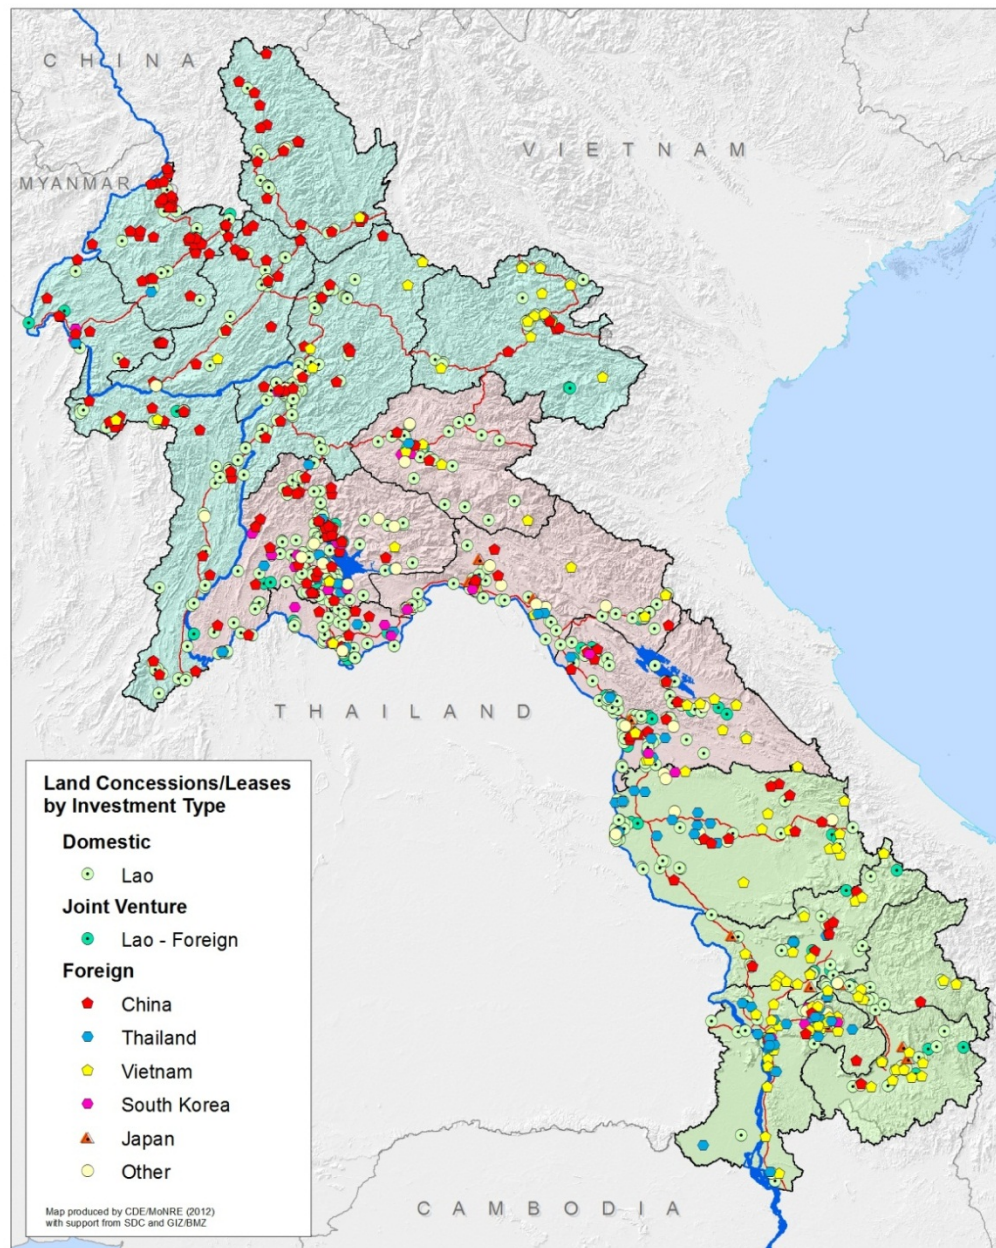 CHINA
VIETNAM
MYANMAR
THAILAND
Land Concessions/Leases
by Investment Type
Domestic
Lao
Joint Venture
Lao - Foreign
Foreign
China
Thailand
Vietnam
South Korea
Japan
Other
Map produced by CDE/MoNRE (2012)
with support from SDC and GIZ/BMZ
CAMBODIA